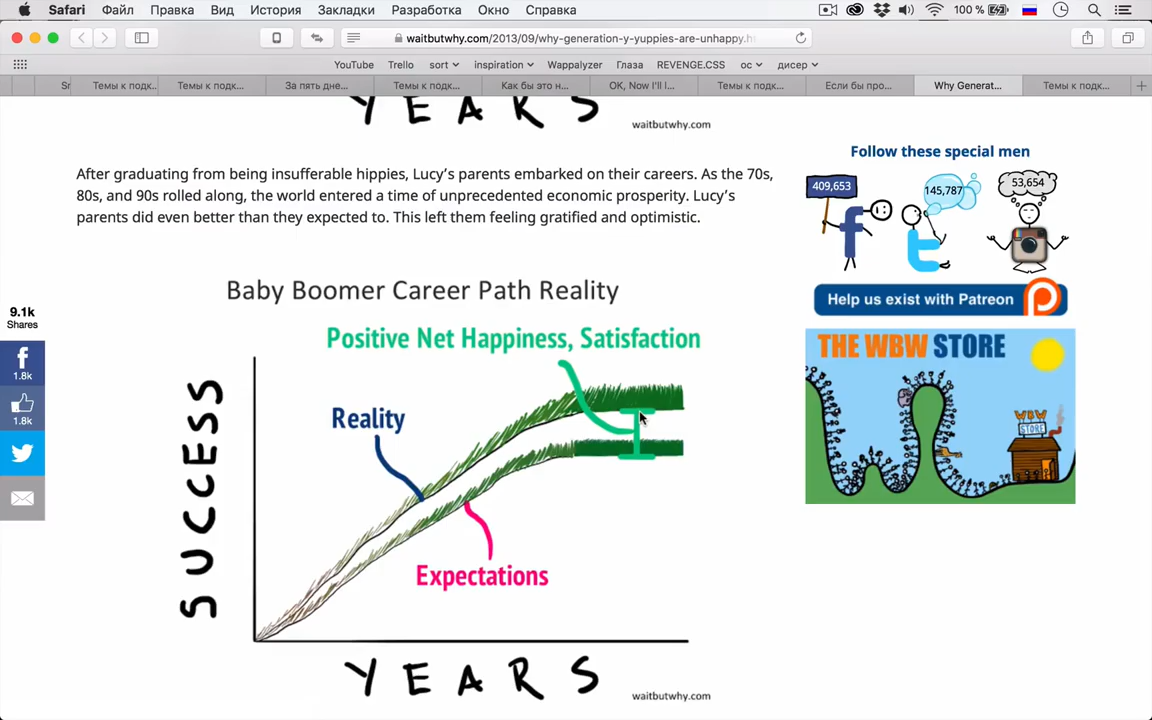 Safari Файл Правка Вид История Закладки Разработка Окно Справка 100 %
waitbutwhy.com/2013/09/why-generation-y-yuppies-are-unhappy.h
YouTube Trello sort inspiration Wappalyzer Глаза REVENGE.CSS ос дисер
Sr Темы к подк... Темы к подк... За пять дне... Темы к подк... Как бы это н... OK, Now I'll I... Темы к подк... Если бы про... Why Generat... Темы к подк...
YEARS
waitbutwhy.com
After graduating from being insufferable hippies, Lucy's parents embarked on their careers. As the 70s,
80s, and 90s rolled along, the world entered a time of unprecedented economic prosperity. Lucy's
parents did even better than they expected to. This left them feeling gratified and optimistic.
Baby Boomer Career Path Reality
Positive Net Happiness, Satisfaction
Reality
Expectations
SUCCESS
YEARS
waitbutwhy.com
9.1k
Shares
1.8k
1.8k
Follow these special men
409,653
145,787
53,654
Help us exist with Patreon
THE WBW STORE
WBW
STORE